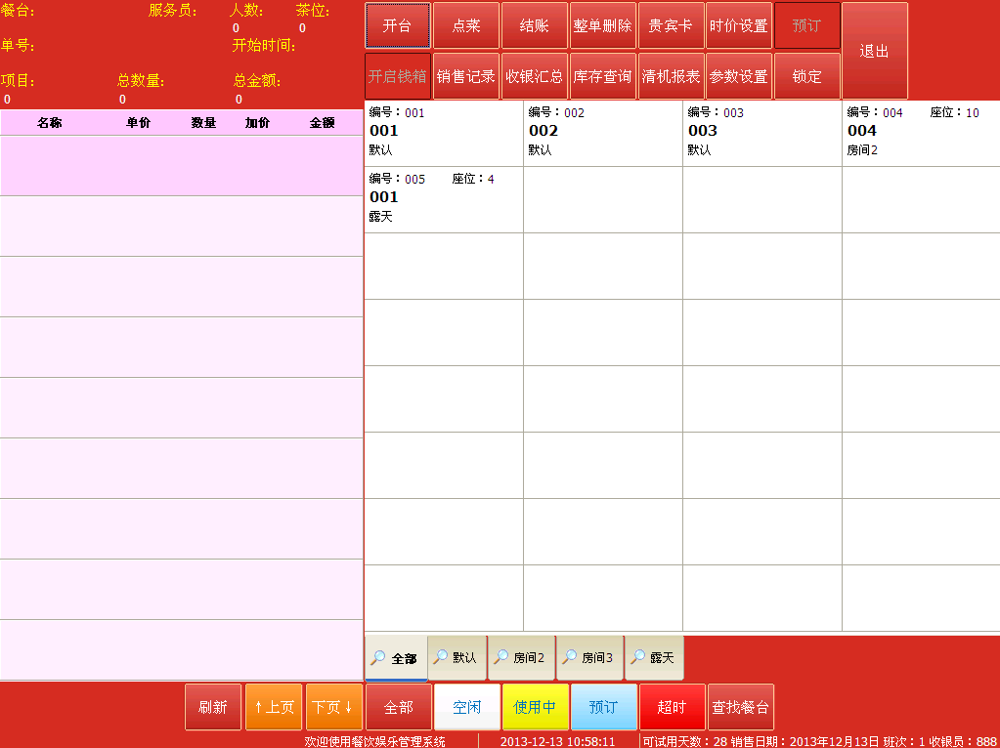 餐台: 服务员: 人数: 茶位:
0 0
单号: 开始时间:
项目: 总数量: 总金额:
0 0 0
名称 单价 数量 加价 金额
开台 点菜 结账 整单删除 贵宾卡 时价设置 预订 退出
开启钱箱 销售记录 收银汇总 库存查询 清机报表 参数设置 锁定
编号：001 编号：002 编号：003 编号：004 座位：10
001 002 003 004
默认 默认 默认 房间2
编号：005 座位：4
001
露天
全部 默认 房间2 房间3 露天
刷新 ↑上页 下页↓ 全部 空闲 使用中 预订 超时 查找餐台
欢迎使用餐饮娱乐管理系统 2013-12-13 10:58:11 可试用天数：28 销售日期：2013年12月13日 班次：1 收银员：888